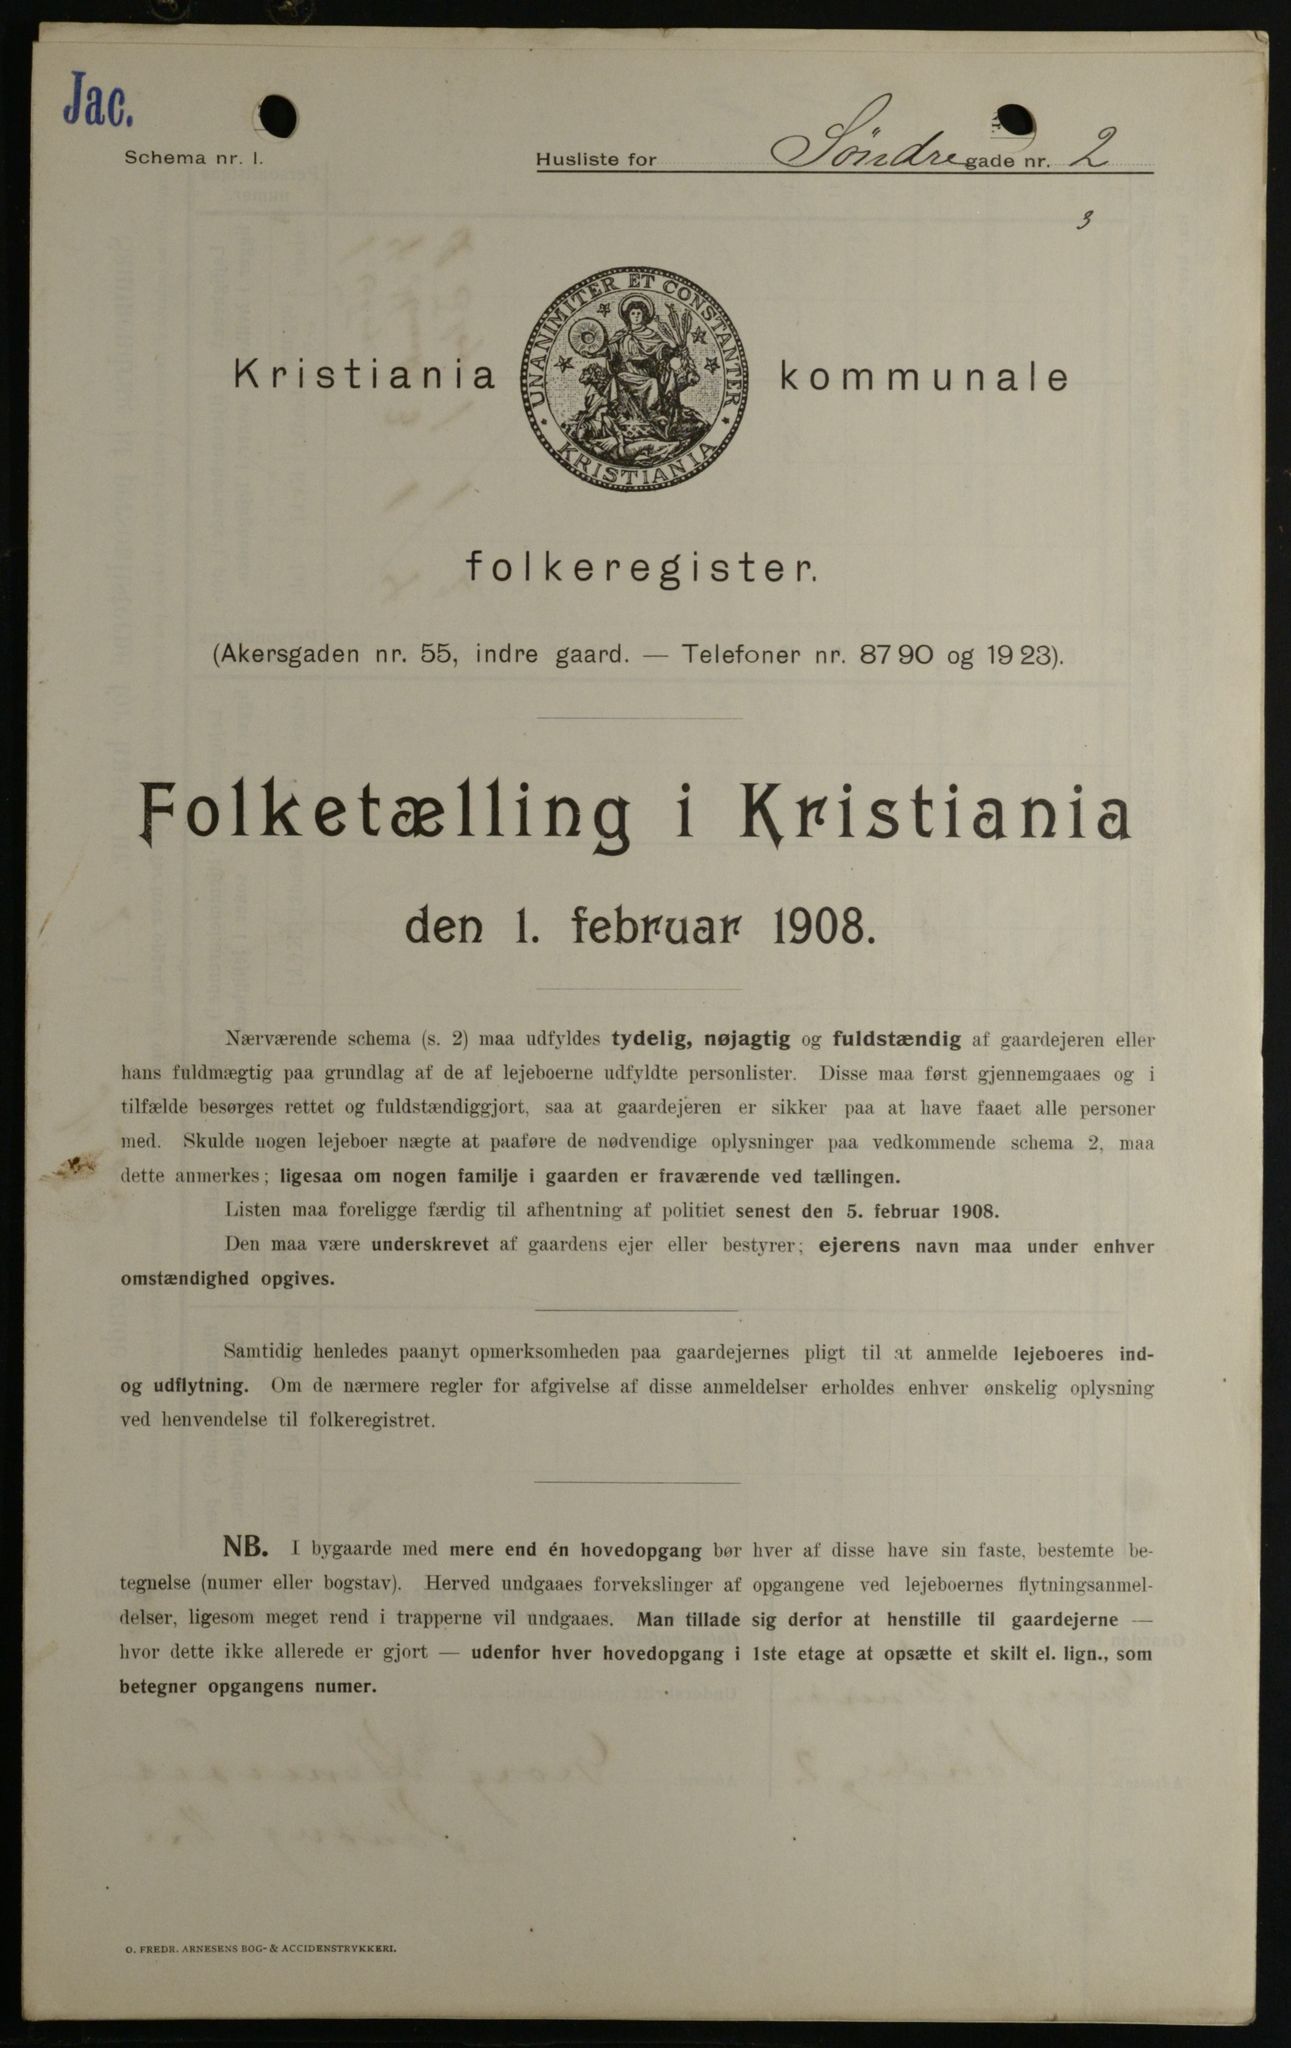 Jac.
Schema nr. 1.
Husliste for Söndregade nr. 2
3
UNANIMITER ET CONSTANTER
KRISTIANIA
Kristiania kommunale
folkeregister.
(Akersgaden nr. 55, indre gaard. — Telefoner nr. 87 90 og 19 23).
Folketælling i Kristiania
den 1. februar 1908.
Nærværende schema (s. 2) maa udfyldes tydelig, nøjagtig og fuldstændig af gaardejeren eller
hans fuldmægtig paa grundlag af de af lejeboerne udfyldte personlister. Disse maa først gjennemgaaes og i
tilfælde besørges rettet og fuldstændiggjort, saa at gaardejeren er sikker paa at have faaet alle personer
med. Skulde nogen lejeboer nægte at paaføre de nødvendige oplysninger paa vedkommende schema 2, maa
dette anmerkes; ligesaa om nogen familje i gaarden er fraværende ved tællingen.
Listen maa foreligge færdig til afhentning af politiet senest den 5. februar 1908.
Den maa være underskrevet af gaardens ejer eller bestyrer; ejerens navn maa under enhver
omstændighed opgives.
Samtidig henledes paanyt opmerksomheden paa gaardejernes pligt til at anmelde lejeboeres ind-
og udflytning. Om de nærmere regler for afgivelse af disse anmeldelser erholdes enhver ønskelig oplysning
ved henvendelse til folkeregistret.
NB. I bygaarde med mere end én hovedopgang bør hver af disse have sin faste, bestemte be-
tegnelse (numer eller bogstav). Herved undgaaes forvekslinger af opgangene ved lejeboernes flytningsanmel-
delser, ligesom meget rend i trapperne vil undgaaes. Man tillade sig derfor at henstille til gaardejerne —
hvor dette ikke allerede er gjort — udenfor hver hovedopgang i 1ste etage at opsætte et skilt el. lign., som
betegner opgangens numer.
O. FREDR. ARNESENS BOG- & ACCIDENSTRYKKERI.